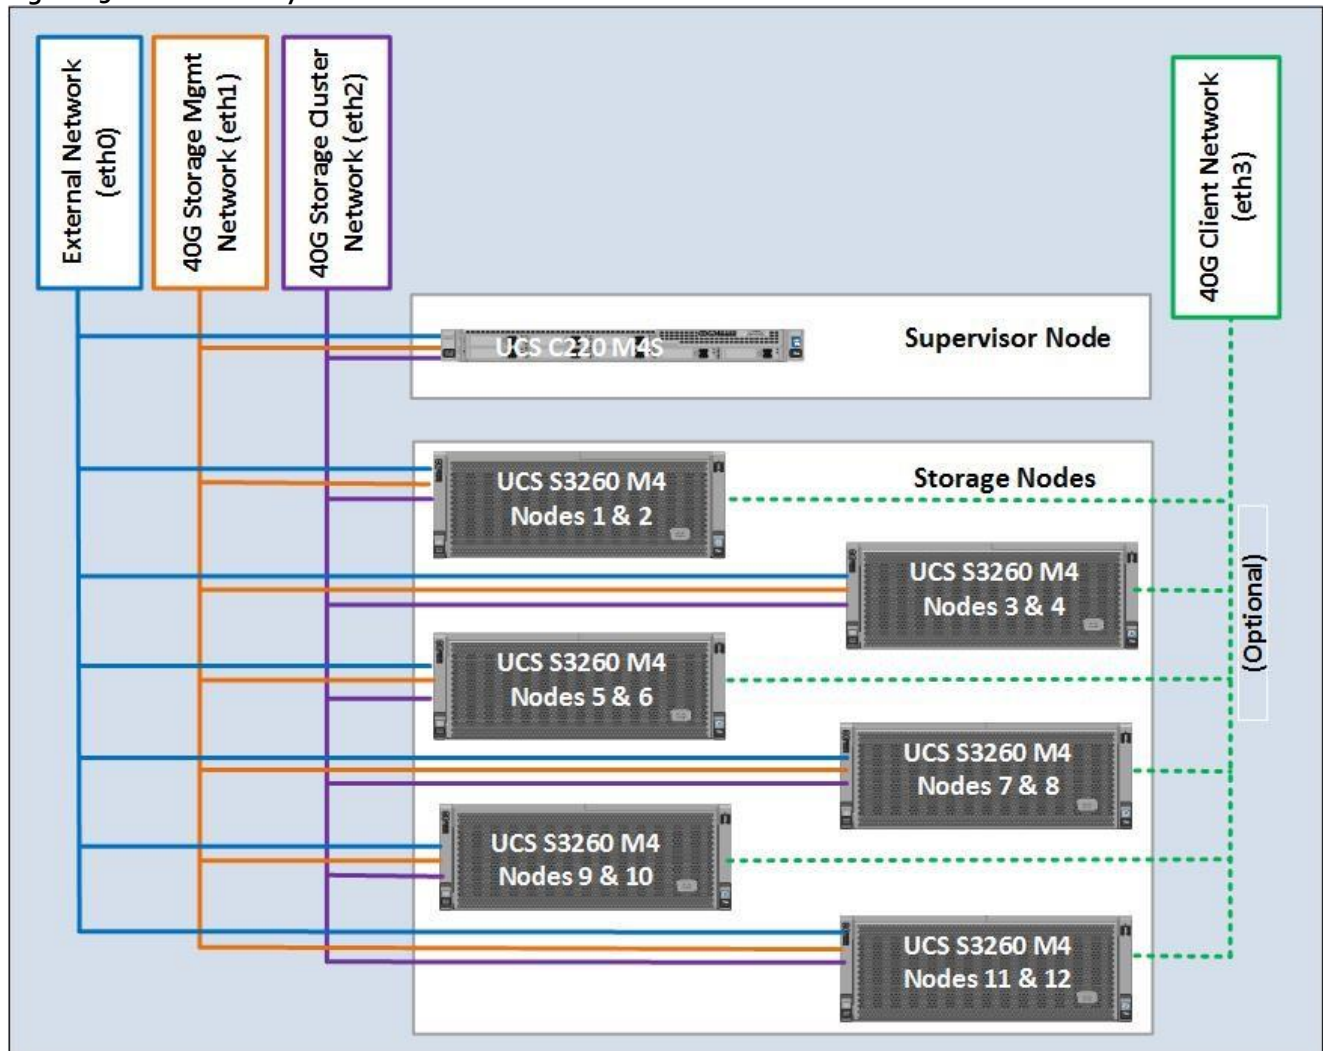 External Network
(eth0)
40G Storage Mgmt
Network (eth1)
40G Storage Cluster
Network (eth2)
40G Client Network
(eth3)
UCS C220 M4S
Supervisor Node
Storage Nodes
UCS S3260 M4
Nodes 1 & 2
UCS S3260 M4
Nodes 3 & 4
(Optional)
UCS S3260 M4
Nodes 5 & 6
UCS S3260 M4
Nodes 7 & 8
UCS S3260 M4
Nodes 9 & 10
UCS S3260 M4
Nodes 11 & 12